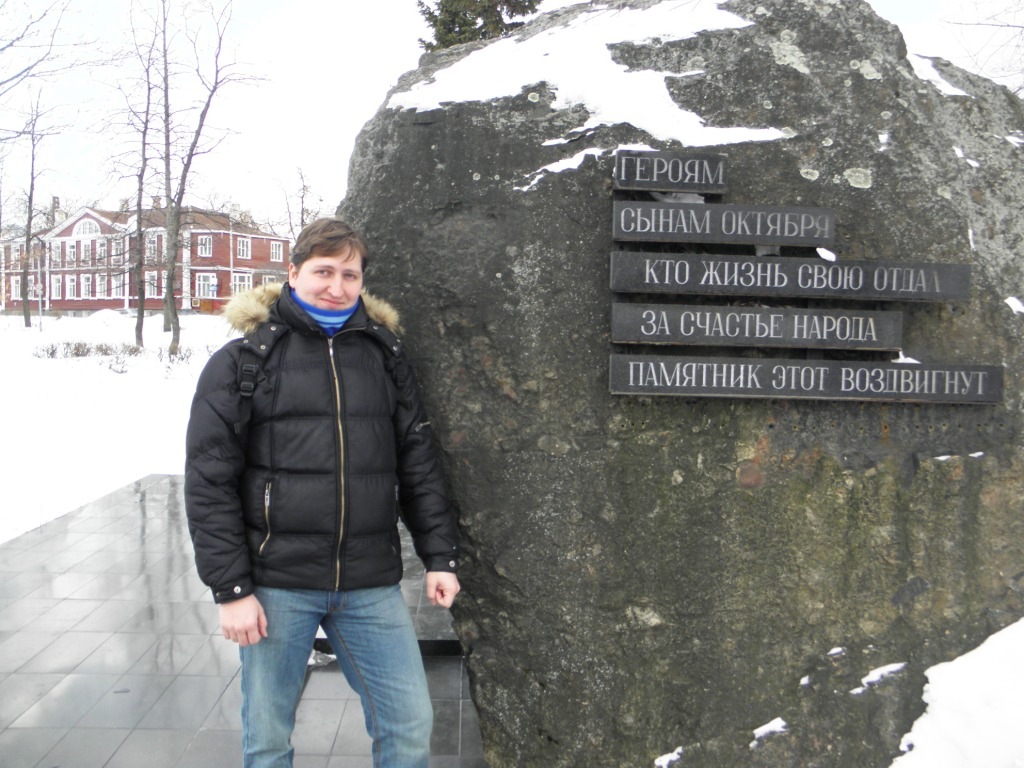 ГЕРОЯМ
СЫНАМ ОКТЯБРЯ
КТО ЖИЗНЬ СВОЮ ОТДАЛ
ЗА СЧАСТЬЕ НАРОДА
ПАМЯТНИК ЭТОТ ВОЗДВИГНУТ